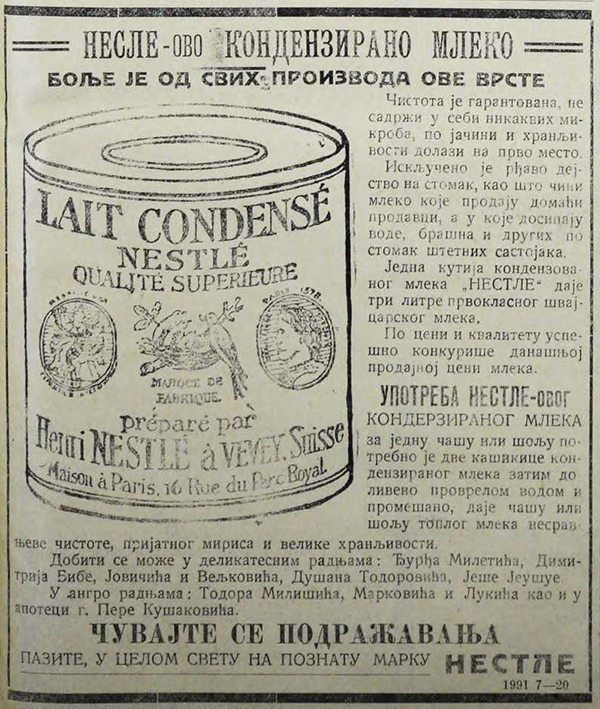 НЕСЛЕ-ОВО КОНДЕНЗИРАНО МЛЕКО
БОЉЕ ЈЕ ОД СВИХ ПРОИЗВОДА ОВЕ ВРСТЕ
LAIT CONDENSÉ
NESTLÉ
QUALITÉ SUPERIEURE
PARIS 1878.
MARQUE DE
FABRIQUE.
préparé par
Henri NESTLÉ à VEVEY. Suisse
Maison à Paris, 16 Rue du Parc Royal
Чистота је гарантована, не
садржи у себи никаквих ми-
кроба, по јачини и хранљи-
вости долази на прво место.
Искључено је рђаво деј-
ство на стомак, као што чини
млеко које продају домаћи
продавци, а у које досипају
воде, брашна и других по
стомак штетних састојака.
Једна кутија кондензова-
ног млека „НЕСТЛЕ“ даје
три литре првокласног швај-
царског млека.
По цени и квалитету успе-
шно конкурише данашњој
продајној цени млека.
УПОТРЕБА НЕСТЛЕ-ОВОГ
КОНДЕРЗИРАНОГ МЛЕКА
за једну чашу или шољу по-
требно је две кашикице кон-
дензираног млека затим до-
ливено проврелом водом и
промешано, даје чашу или
шољу топлог млека несрав-
њеве чистоте, пријатног мириса и велике хранљивости.
Добити се може у деликатесним радњама: Ђурђа Милетића, Дими-
трија Бибе, Јовичића и Вељковића, Душана Тодоровића, Јеше Јеушуе.
У ангро радњама: Тодора Милишића, Марковића и Лукића као и у
апотеци г. Пере Кушаковића.
ЧУВАЈТЕ СЕ ПОДРАЖАВАЊА
ПАЗИТЕ, У ЦЕЛОМ СВЕТУ НА ПОЗНАТУ МАРКУ НЕСТЛЕ
1991 7—20